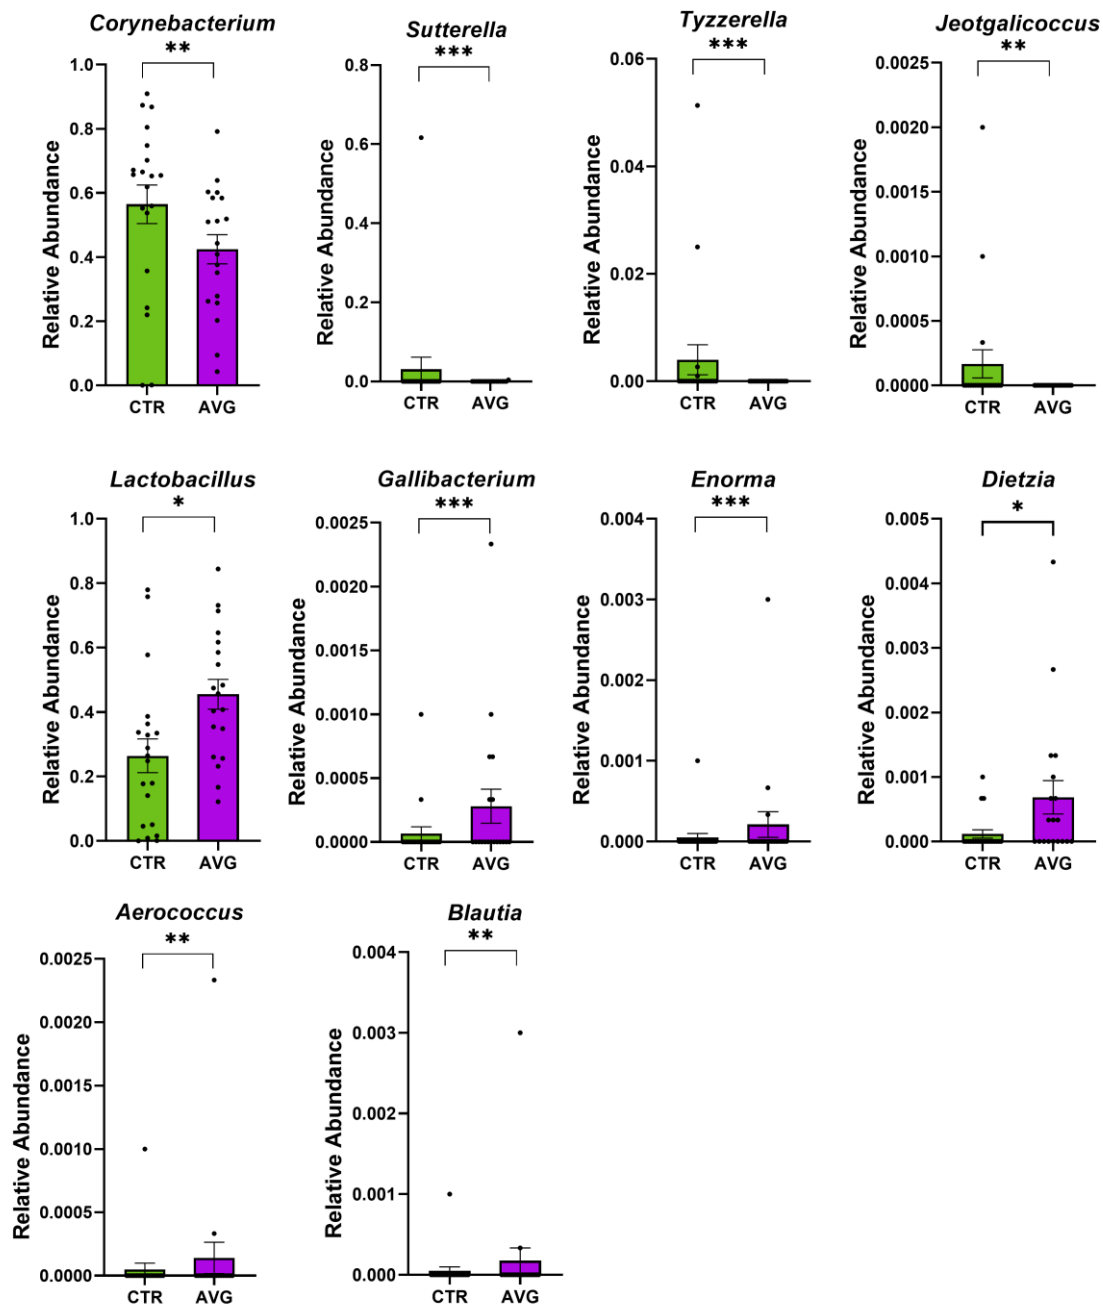 Corynebacterium
**
Relative Abundance
1.0
0.8
0.6
0.4
0.2
0.0
CTR AVG
Sutterella
***
Relative Abundance
0.8
0.6
0.4
0.2
0.0
CTR AVG
Tyzzerella
***
Relative Abundance
0.06
0.04
0.02
0.00
CTR AVG
Jeotgalicoccus
**
Relative Abundance
0.0025
0.0020
0.0015
0.0010
0.0005
0.0000
CTR AVG
Lactobacillus
*
Relative Abundance
1.0
0.8
0.6
0.4
0.2
0.0
CTR AVG
Gallibacterium
***
Relative Abundance
0.0025
0.0020
0.0015
0.0010
0.0005
0.0000
CTR AVG
Enorma
***
Relative Abundance
0.004
0.003
0.002
0.001
0.000
CTR AVG
Dietzia
*
Relative Abundance
0.005
0.004
0.003
0.002
0.001
0.000
CTR AVG
Aerococcus
**
Relative Abundance
0.0025
0.0020
0.0015
0.0010
0.0005
0.0000
CTR AVG
Blautia
**
Relative Abundance
0.004
0.003
0.002
0.001
0.000
CTR AVG